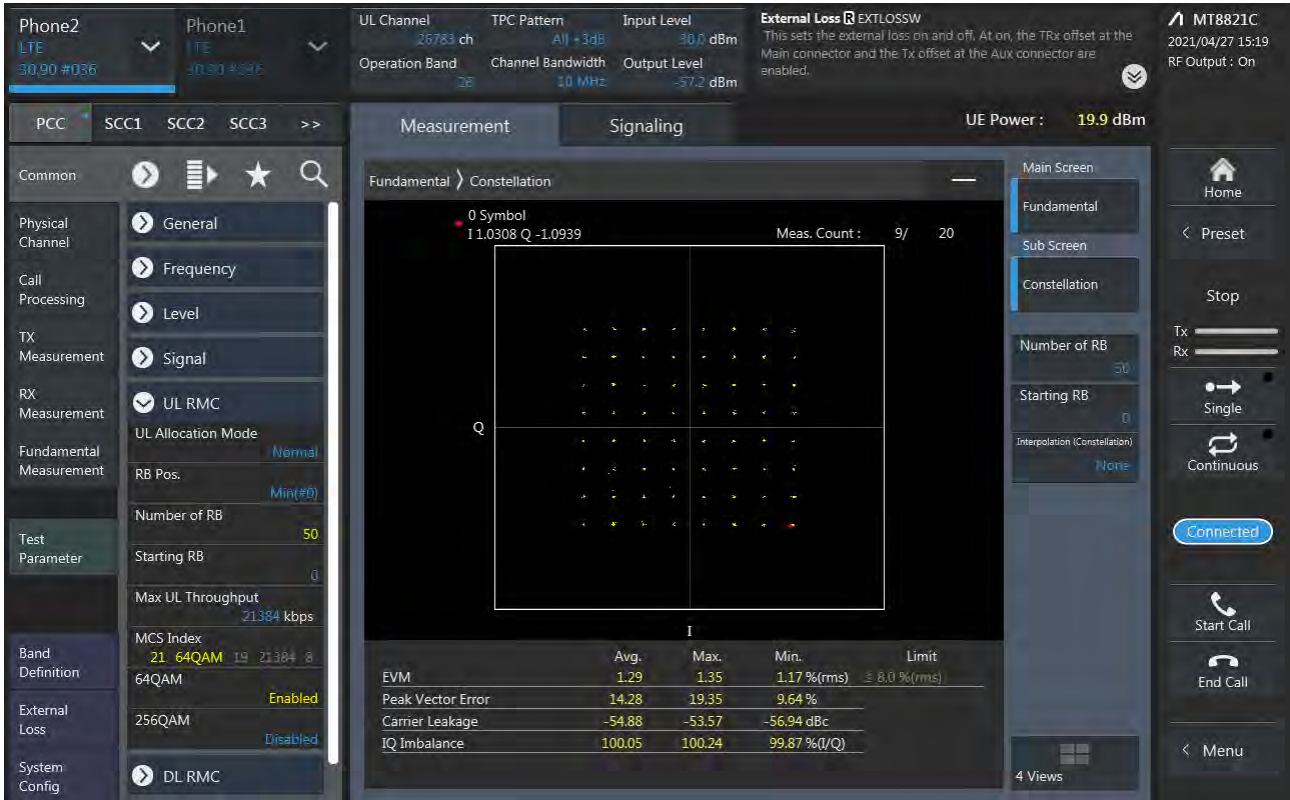 Phone2
LTE
30,90 #036
Phone1
LTE
UL Channel
26783 ch
Operation Band
26
TPC Pattern
All +3dB
Channel Bandwidth
10 MHz
Input Level
30.0 dBm
Output Level
-57.2 dBm
External Loss R EXTLOSSW
This sets the external loss on and off. At on, the TRx offset at the
Main connector and the Tx offset at the Aux connector are
enabled.
MT8821C
2021/04/27 15:19
RF Output : On
PCC SCC1 SCC2 SCC3 >>
Measurement
Signaling
UE Power : 19.9 dBm
Common
Physical
Channel
Call
Processing
TX
Measurement
RX
Measurement
Fundamental
Measurement
Test
Parameter
Band
Definition
External
Loss
System
Config
General
Frequency
Level
Signal
UL RMC
UL Allocation Mode
Normal
RB Pos.
Min(#0)
Number of RB
50
Starting RB
0
Max UL Throughput
21384 kbps
MCS Index
21 64QAM 19 21384 8
64QAM
Enabled
256QAM
Disabled
DL RMC
Fundamental Constellation
0 Symbol
I 1.0308 Q -1.0939
Meas. Count : 9/ 20
Q
I
Avg. Max. Min. Limit
EVM 1.29 1.35 1.17 %(rms) ≤ 8.0 %(rms)
Peak Vector Error 14.28 19.35 9.64 %
Carrier Leakage -54.88 -53.57 -56.94 dBc
IQ Imbalance 100.05 100.24 99.87 %(I/Q)
Main Screen
Fundamental
Sub Screen
Constellation
Number of RB
50
Starting RB
0
Interpolation (Constellation)
None
4 Views
Home
< Preset
Stop
Tx
Rx
Single
Continuous
Connected
Start Call
End Call
< Menu